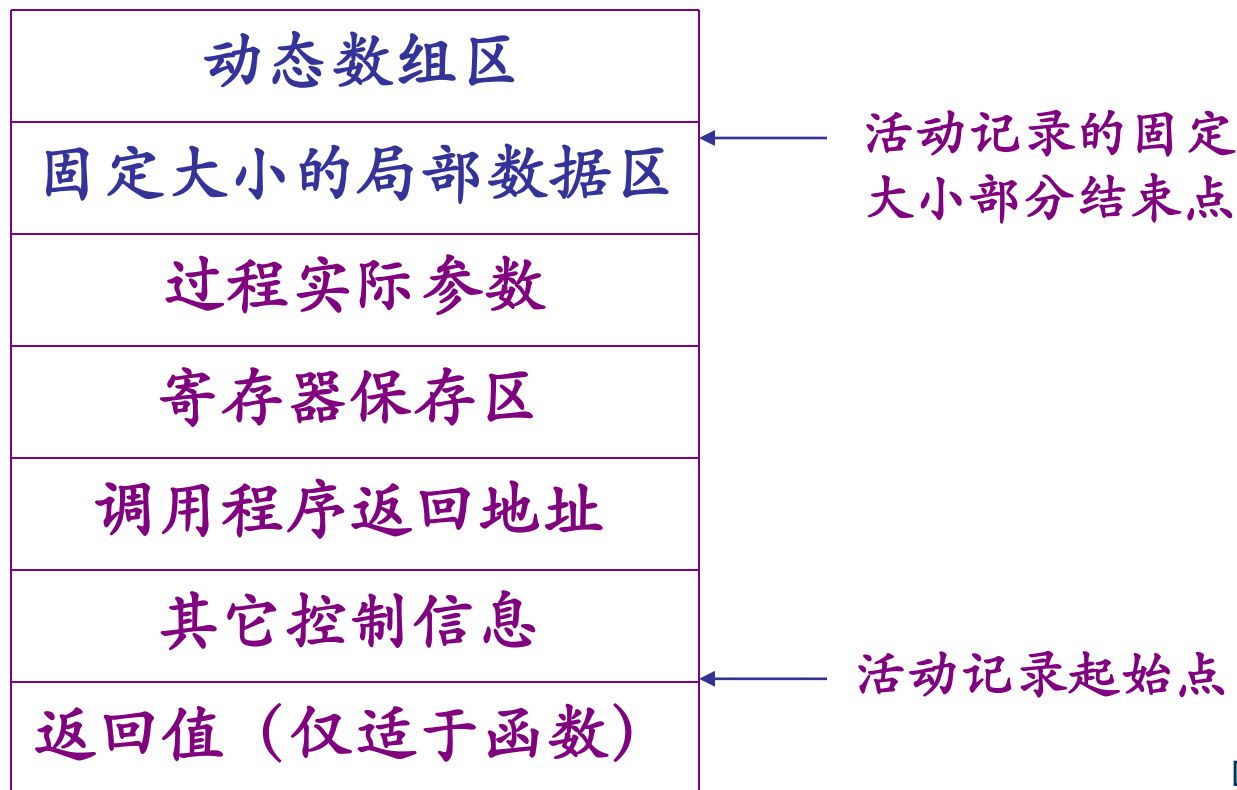 动态数组区
固定大小的局部数据区
活动记录的固定
大小部分结束点
过程实际参数
寄存器保存区
调用程序返回地址
其它控制信息
活动记录起始点
返回值（仅适于函数）